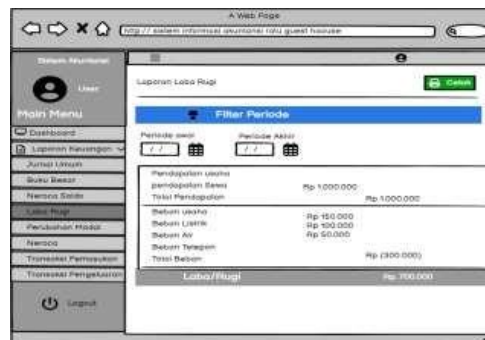 A Web Page
http // sistem informasi akuntansi ratu guest house
Sistem Akuntansi
User
Main Menu
Dashboard
Laporan Keuangan
Jurnal Umum
Buku Besar
Neraca Saldo
Laba Rugi
Perubahan Modal
Neraca
Transaksi Pemasukan
Transaksi Pengeluaran
Logout
Laporan Laba Rugi
Cetak
Filter Periode
Periode awal
Periode Akhir
/ /
/ /
Pendapatan usaha
pendapatan Sewa Rp 1.000.000
Total Pendapatan Rp 1.000.000
Beban usaha Rp 150.000
Beban Listrik Rp 100.000
Beban Air Rp 50.000
Beban Telepon
Total Beban Rp (300.000)
Laba/Rugi Rp. 700.000